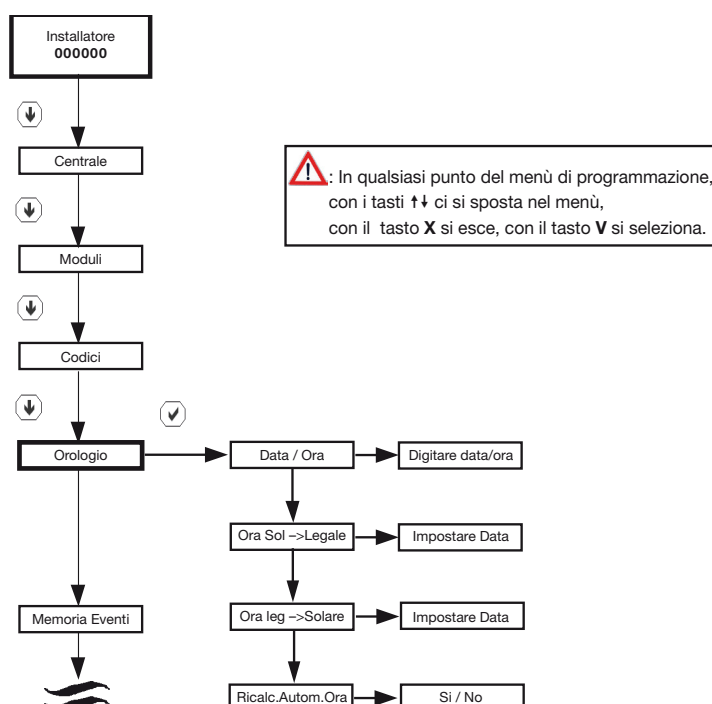 Installatore
000000
Centrale
: In qualsiasi punto del menù di programmazione,
con i tasti ↑↓ ci si sposta nel menù,
con il tasto X si esce, con il tasto V si seleziona.
Moduli
Codici
Orologio
Data / Ora
Digitare data/ora
Ora Sol –>Legale
Impostare Data
Memoria Eventi
Ora leg –>Solare
Impostare Data
Ricalc.Autom.Ora
Si / No